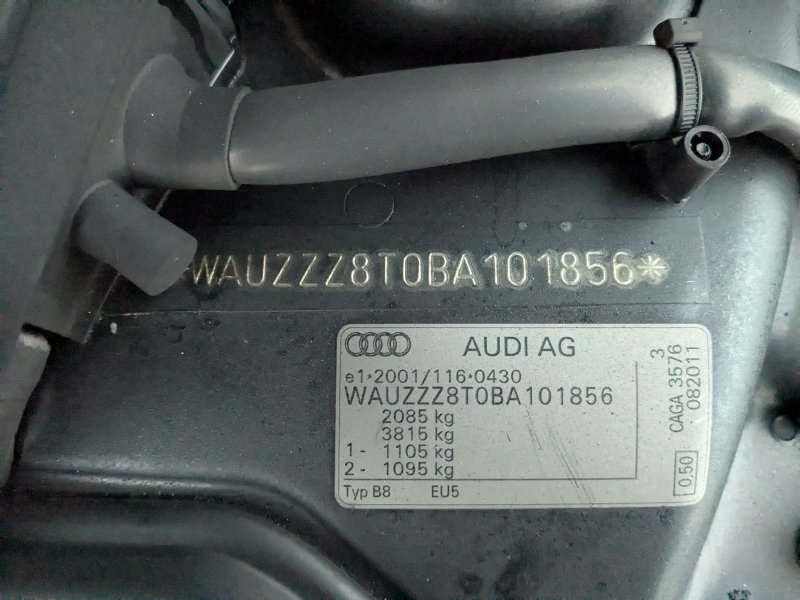 WAUZZZ8T0BA101856*
AUDI AG
e1*2001/116*0430
WAUZZZ8T0BA101856
2085 kg
3815 kg
1- 1105 kg
2- 1095 kg
Typ B8 EU5
3
CAGA 3576
082011
0,50